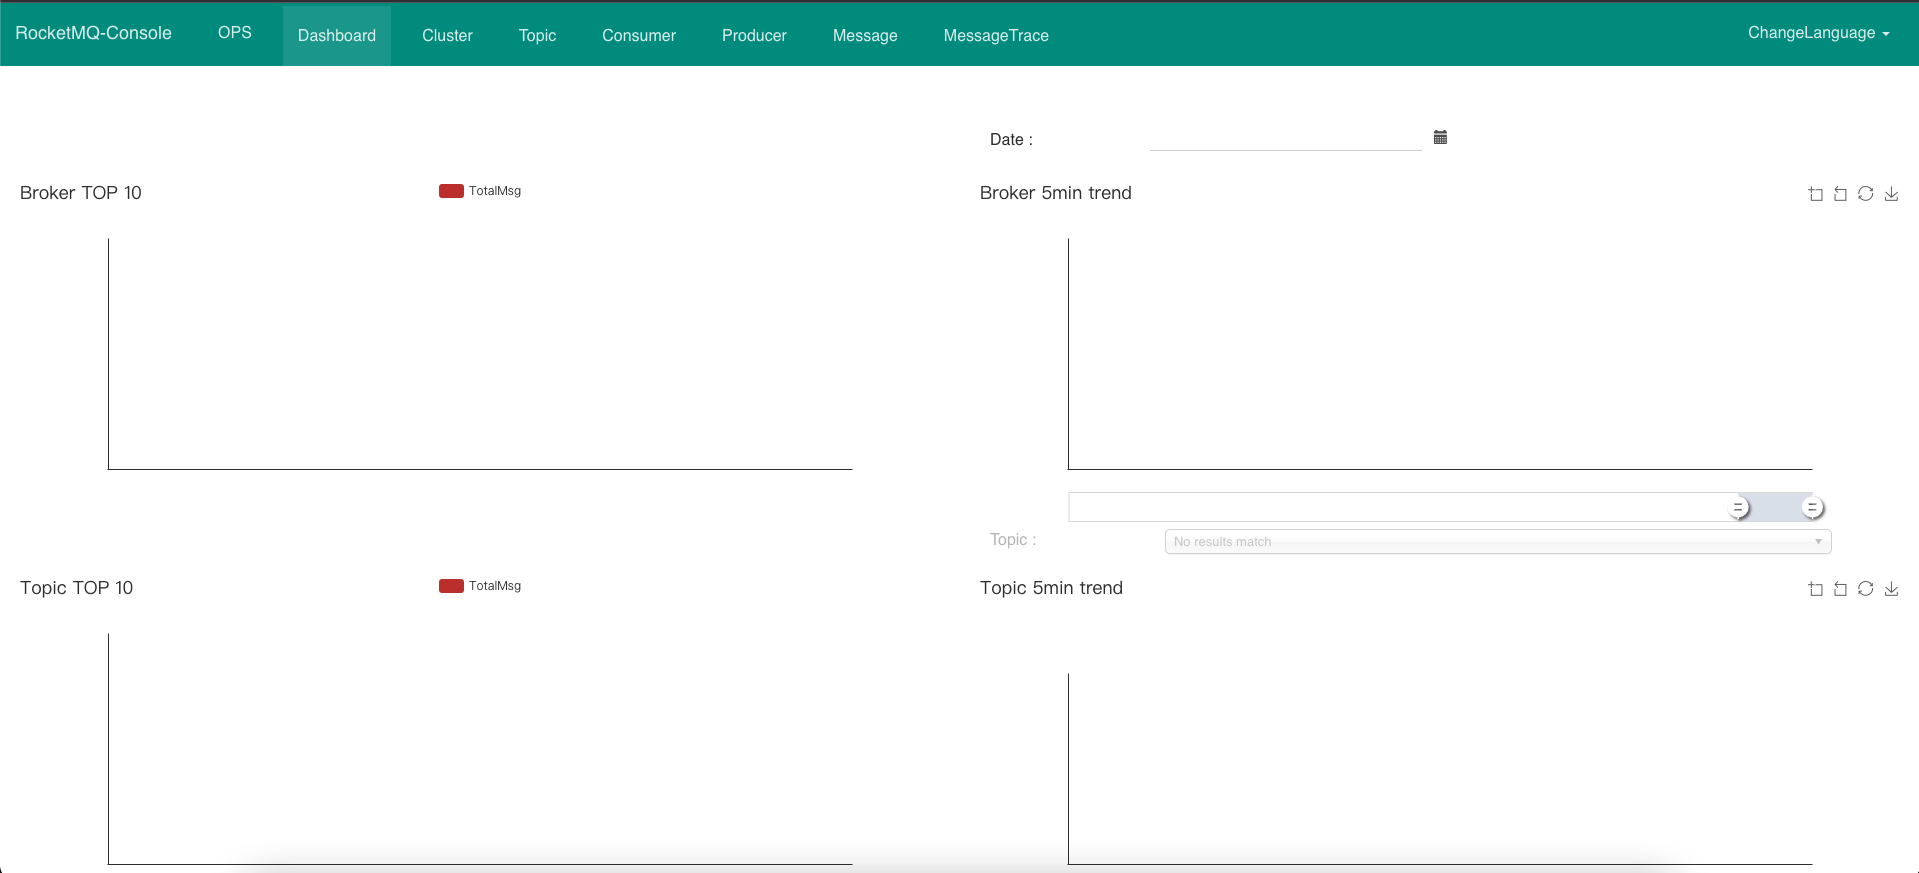 RocketMQ-Console OPS Dashboard Cluster Topic Consumer Producer Message MessageTrace ChangeLanguage
Date :
Broker TOP 10
TotalMsg
Broker 5min trend
Topic :
No results match
Topic TOP 10
TotalMsg
Topic 5min trend